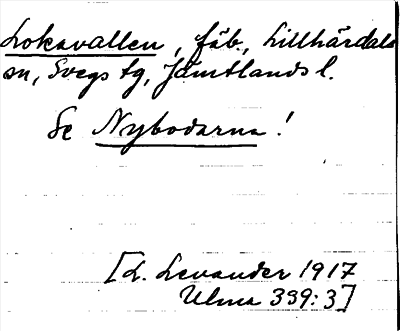 Lokavallen, fäb., Lillhärdals
sn, Svegs tg, Jämtlands l.
Se Nybodarna!
[L. Levander 1917
Ulma 339:3]